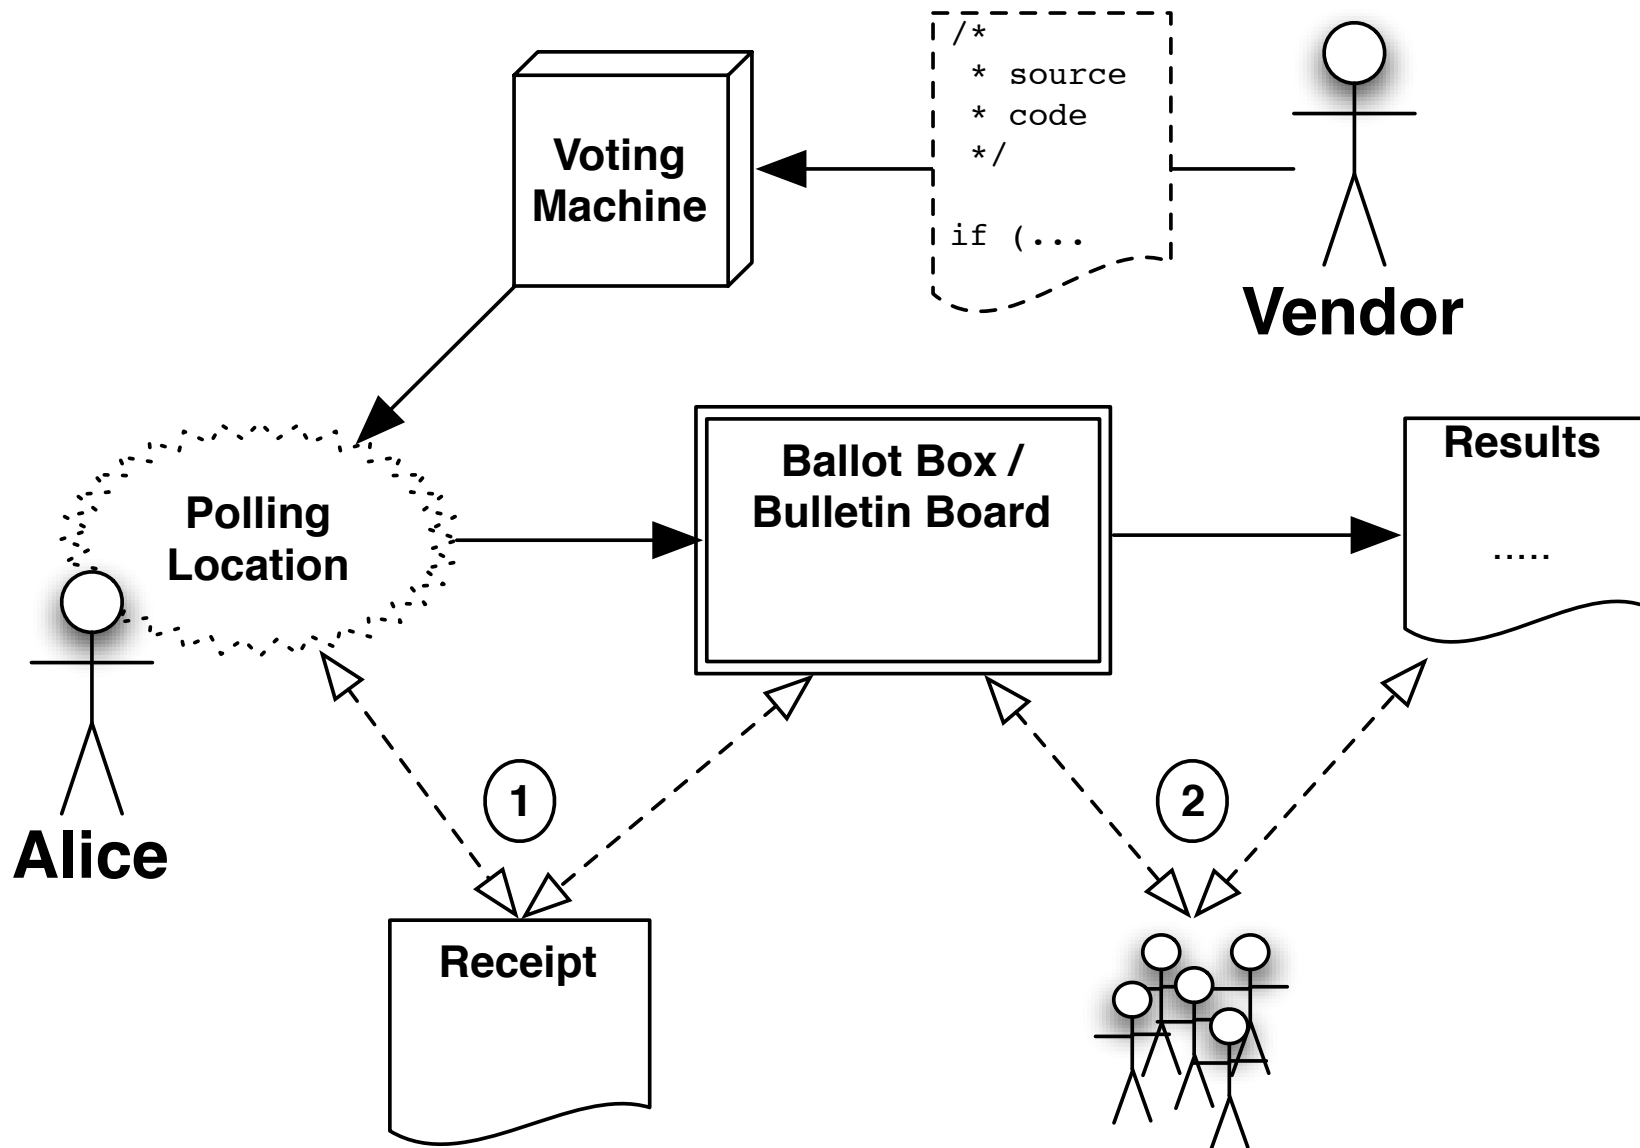 /*
 * source
 * code
 */
if (...
Voting
Machine
Vendor
Ballot Box /
Bulletin Board
Results
.....
Polling
Location
1
2
Alice
Receipt